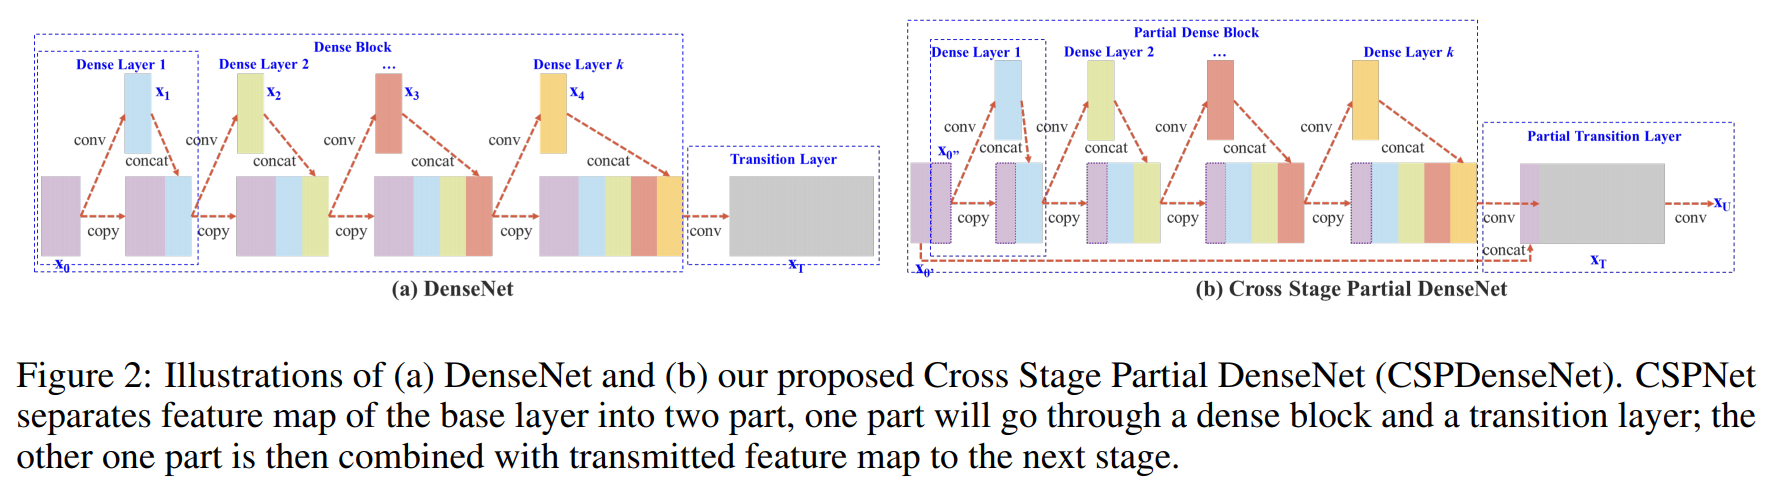 Dense Block
Dense Layer 1
Dense Layer 2
...
Dense Layer k
x1
x2
x3
x4
conv
conv
conv
conv
concat
concat
concat
concat
Transition Layer
copy
copy
copy
copy
conv
x0
xT
(a) DenseNet
Partial Dense Block
Dense Layer 1
Dense Layer 2
...
Dense Layer k
conv
conv
conv
conv
Partial Transition Layer
x0''
concat
concat
concat
concat
copy
copy
copy
copy
conv
conv
xU
concat
x0'
xT
(b) Cross Stage Partial DenseNet
Figure 2: Illustrations of (a) DenseNet and (b) our proposed Cross Stage Partial DenseNet (CSPDenseNet). CSPNet
separates feature map of the base layer into two part, one part will go through a dense block and a transition layer; the
other one part is then combined with transmitted feature map to the next stage.